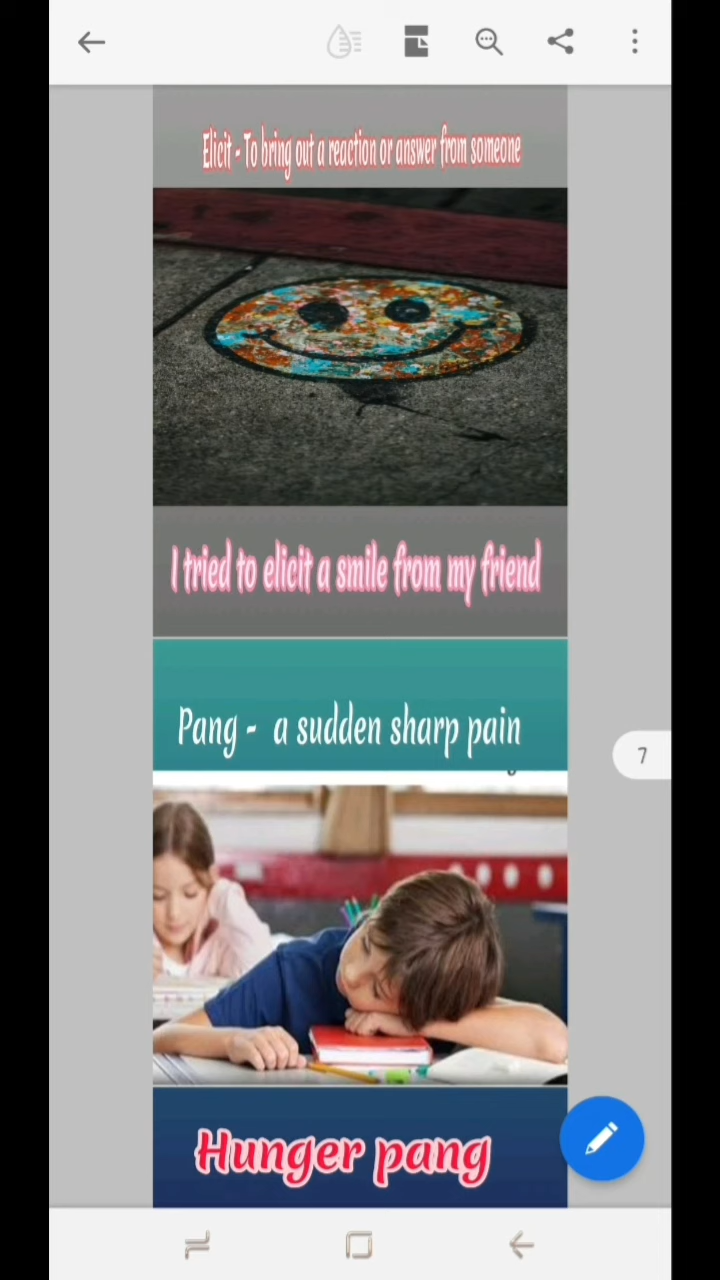 Elicit - To bring out a reaction or answer from someone
I tried to elicit a smile from my friend
Pang - a sudden sharp pain
7
Hunger pang